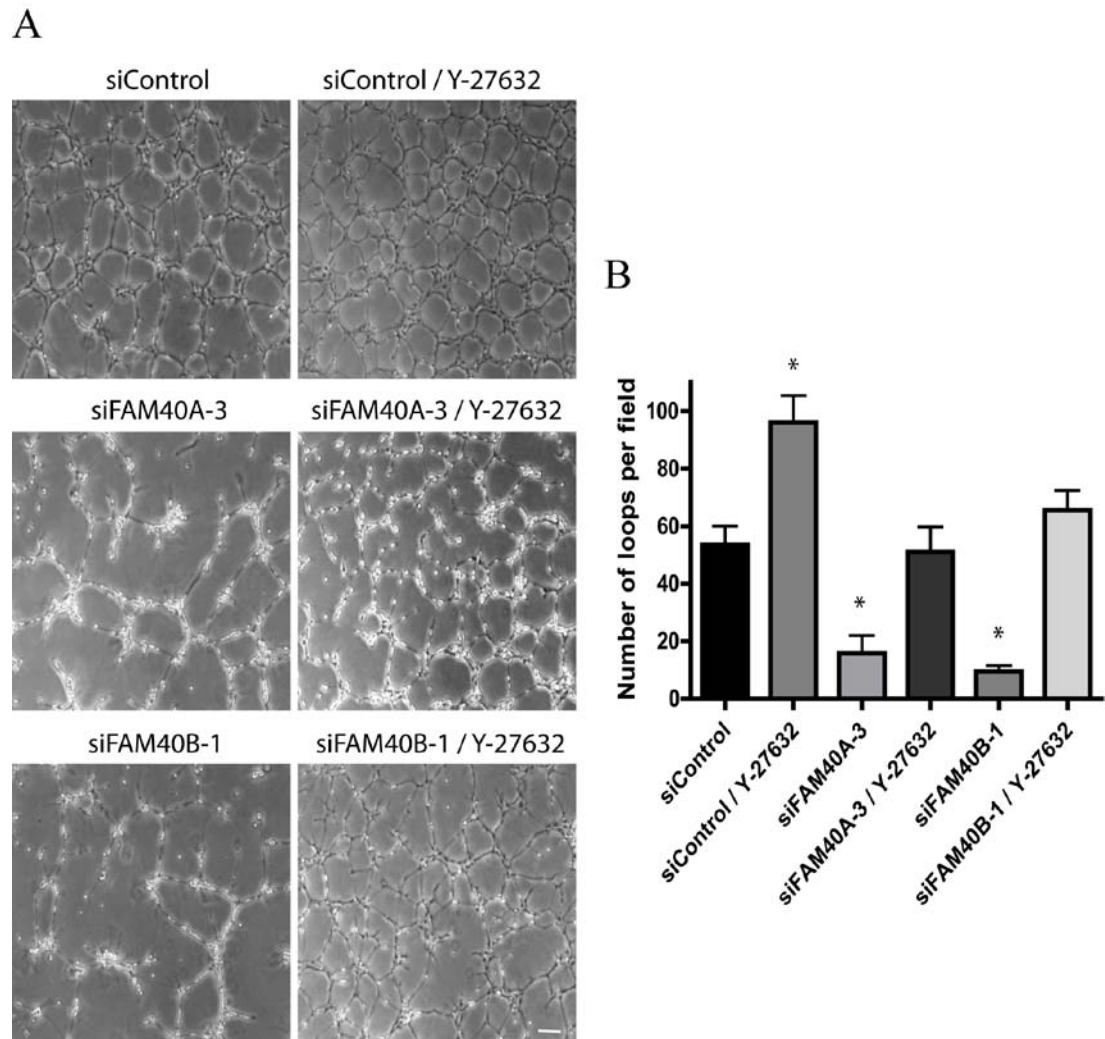 A
siControl
siControl / Y-27632
siFAM40A-3
siFAM40A-3 / Y-27632
siFAM40B-1
siFAM40B-1 / Y-27632
B
Number of loops per field
100
80
60
40
20
0
*
*
*
siControl
siControl / Y-27632
siFAM40A-3
siFAM40A-3 / Y-27632
siFAM40B-1
siFAM40B-1 / Y-27632